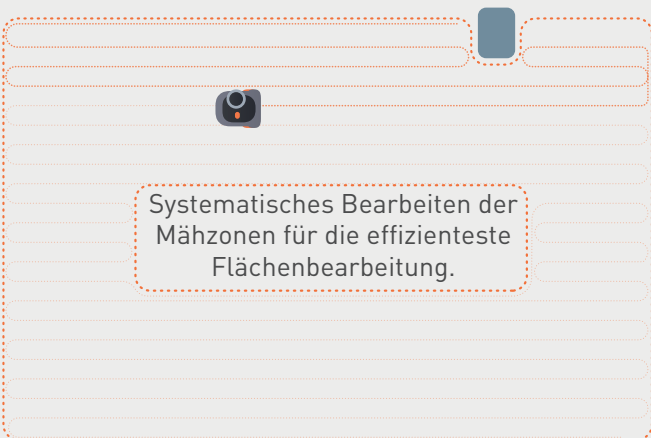 Systematisches Bearbeiten der
Mähzonen für die effizienteste
Flächenbearbeitung.